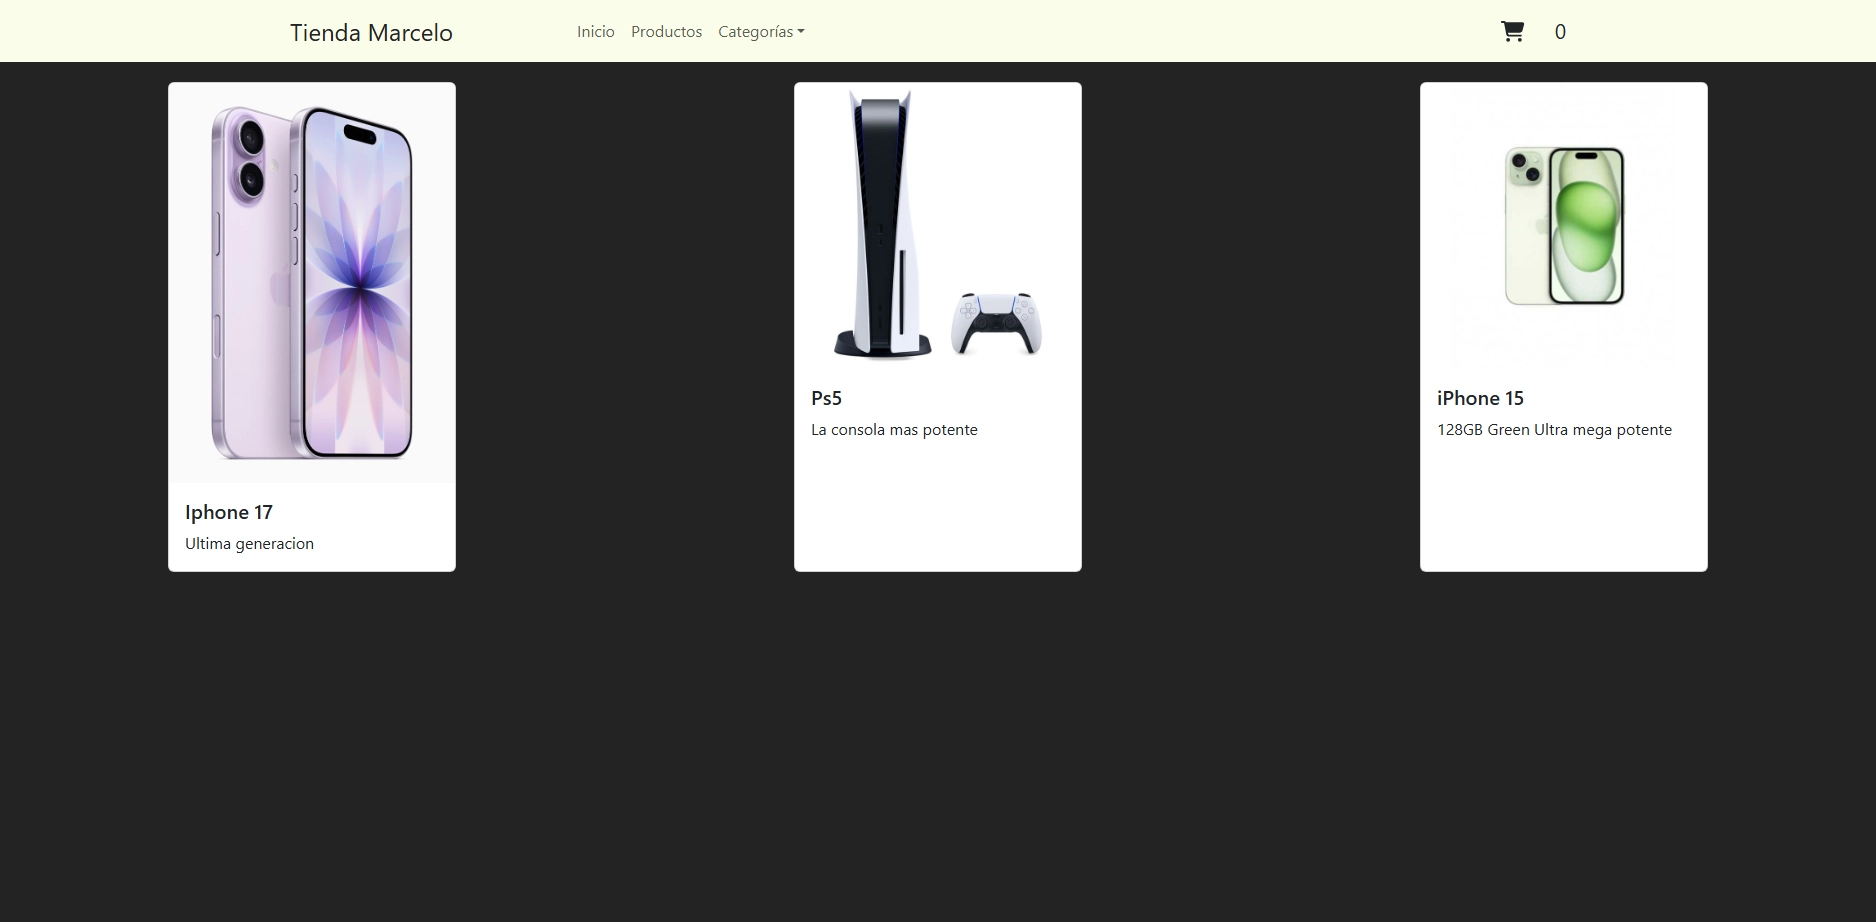 Tienda Marcelo
Inicio Productos Categorías
0
Iphone 17
Ultima generacion
Ps5
La consola mas potente
iPhone 15
128GB Green Ultra mega potente